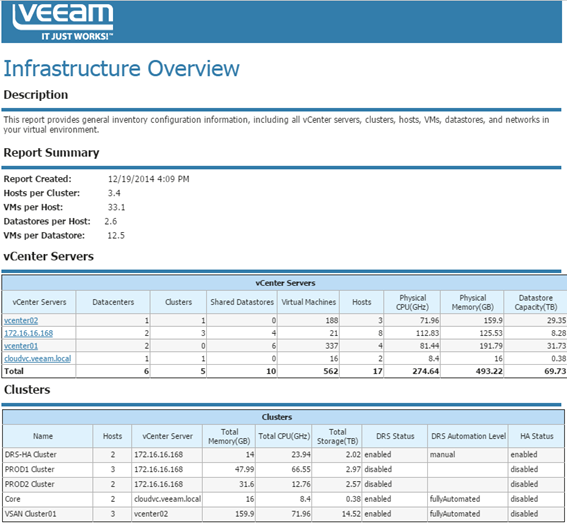 veeam
IT JUST WORKS!™
Infrastructure Overview
Description
This report provides general inventory configuration information, including all vCenter servers, clusters, hosts, VMs, datastores, and networks in
your virtual environment.
Report Summary
Report Created: 12/19/2014 4:09 PM
Hosts per Cluster: 3.4
VMs per Host: 33.1
Datastores per Host: 2.6
VMs per Datastore: 12.5
vCenter Servers
vCenter Servers
vCenter Servers Datacenters Clusters Shared Datastores Virtual Machines Hosts Physical CPU(GHz) Physical Memory(GB) Datastore Capacity(TB)
vcenter02 1 1 0 188 3 71.96 159.9 29.35
172.16.16.168 2 3 4 21 8 112.83 125.53 8.28
vcenter01 2 0 6 337 4 81.44 191.79 31.73
cloudvc.veeam.local 1 1 0 16 2 8.4 16 0.38
Total 6 5 10 562 17 274.64 493.22 69.73
Clusters
Clusters
Name Hosts vCenter Server Total Memory(GB) Total CPU(GHz) Total Storage(TB) DRS Status DRS Automation Level HA Status
DRS-HA Cluster 2 172.16.16.168 14 23.94 2.02 enabled manual enabled
PROD1 Cluster 3 172.16.16.168 47.99 66.55 2.97 disabled disabled
PROD2 Cluster 2 172.16.16.168 31.6 12.76 2.57 disabled disabled
Core 2 cloudvc.veeam.local 16 8.4 0.38 enabled fullyAutomated enabled
VSAN Cluster01 3 vcenter02 159.9 71.96 14.52 enabled fullyAutomated disabled